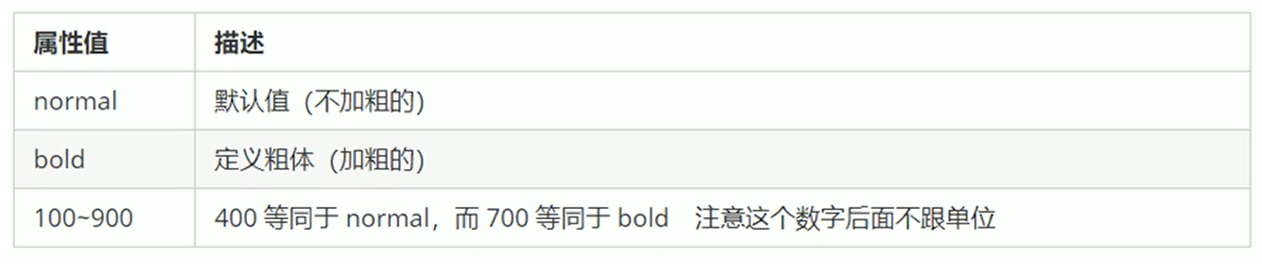 属性值 描述
normal 默认值（不加粗的）
bold 定义粗体（加粗的）
100~900 400 等同于 normal，而 700 等同于 bold 注意这个数字后面不跟单位